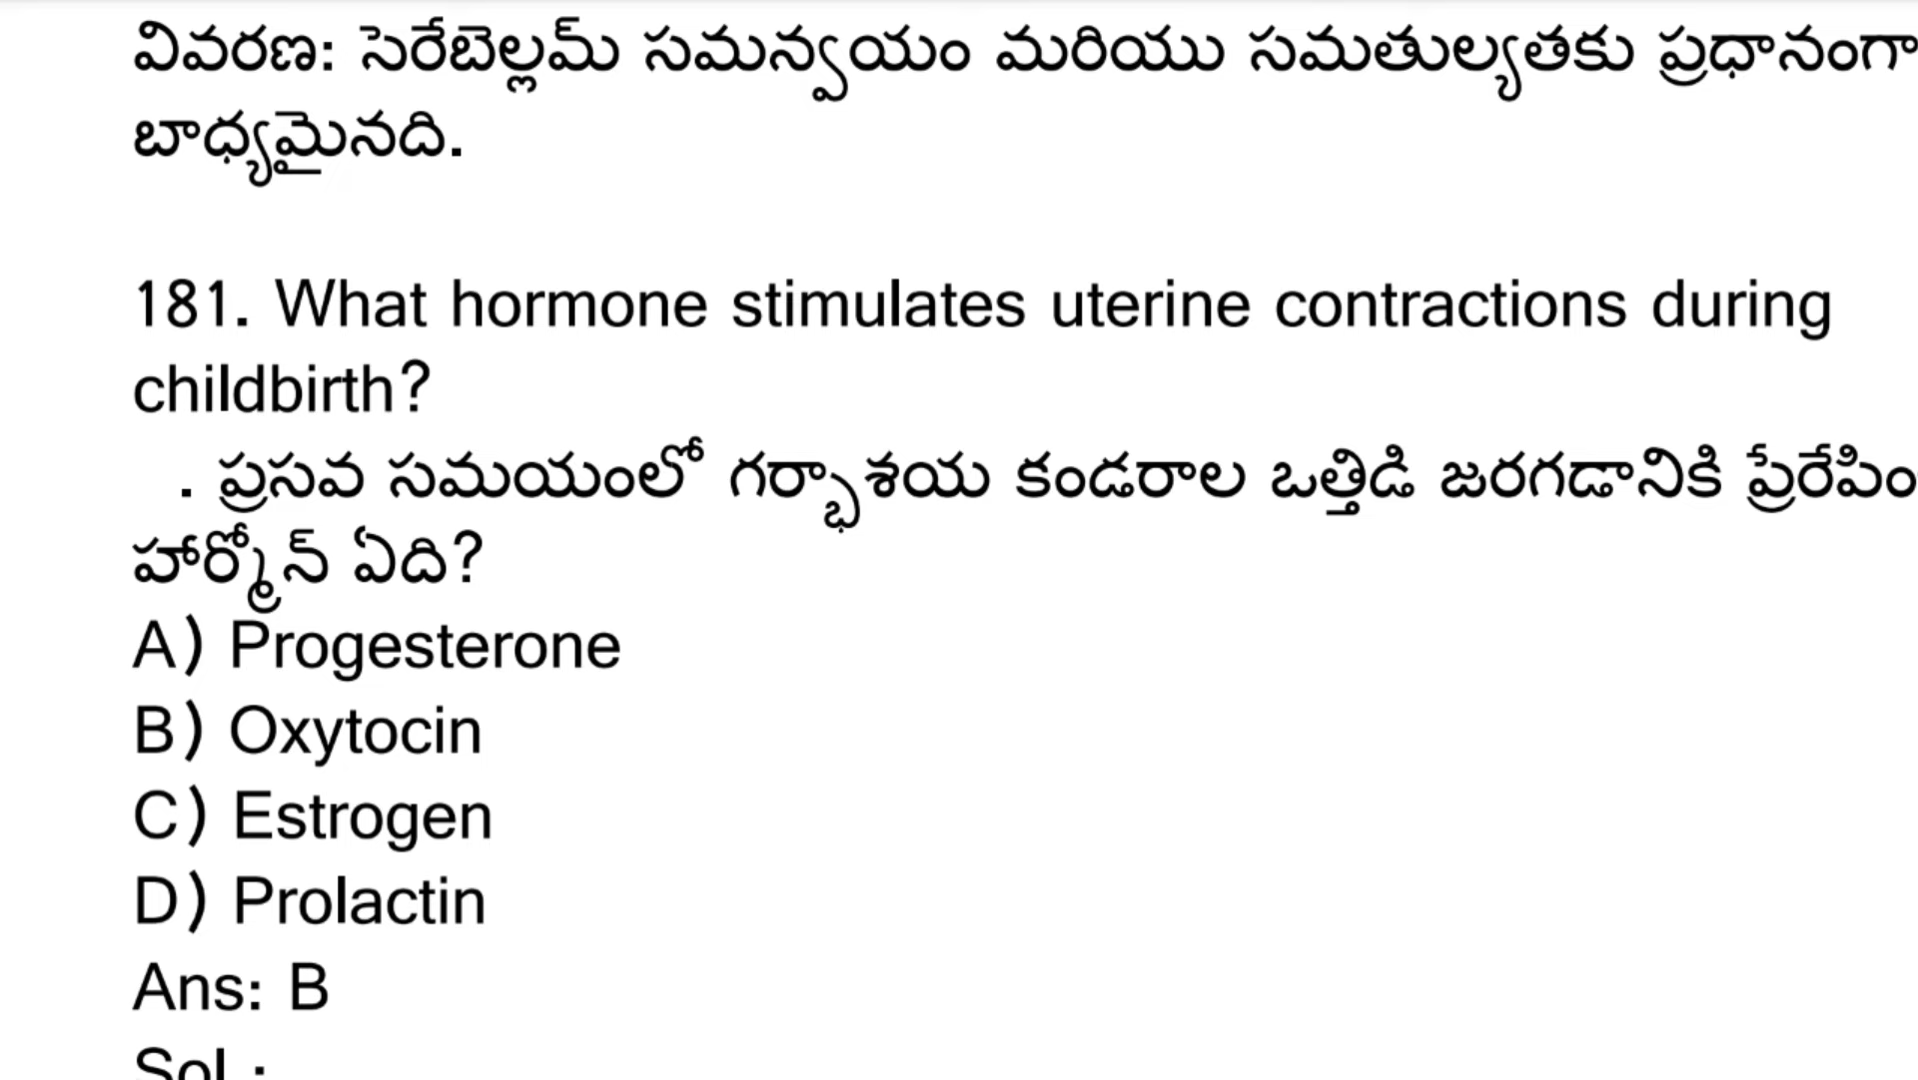 వివరణ: సెరేబెల్లమ్ సమన్వయం మరియు సమతుల్యతకు ప్రధానంగా
బాధ్యమైనది.
181. What hormone stimulates uterine contractions during
childbirth?
. ప్రసవ సమయంలో గర్భాశయ కండరాల ఒత్తిడి జరగడానికి ప్రేరేపిం
హార్మోన్ ఏది?
A) Progesterone
B) Oxytocin
C) Estrogen
D) Prolactin
Ans: B
Sol :